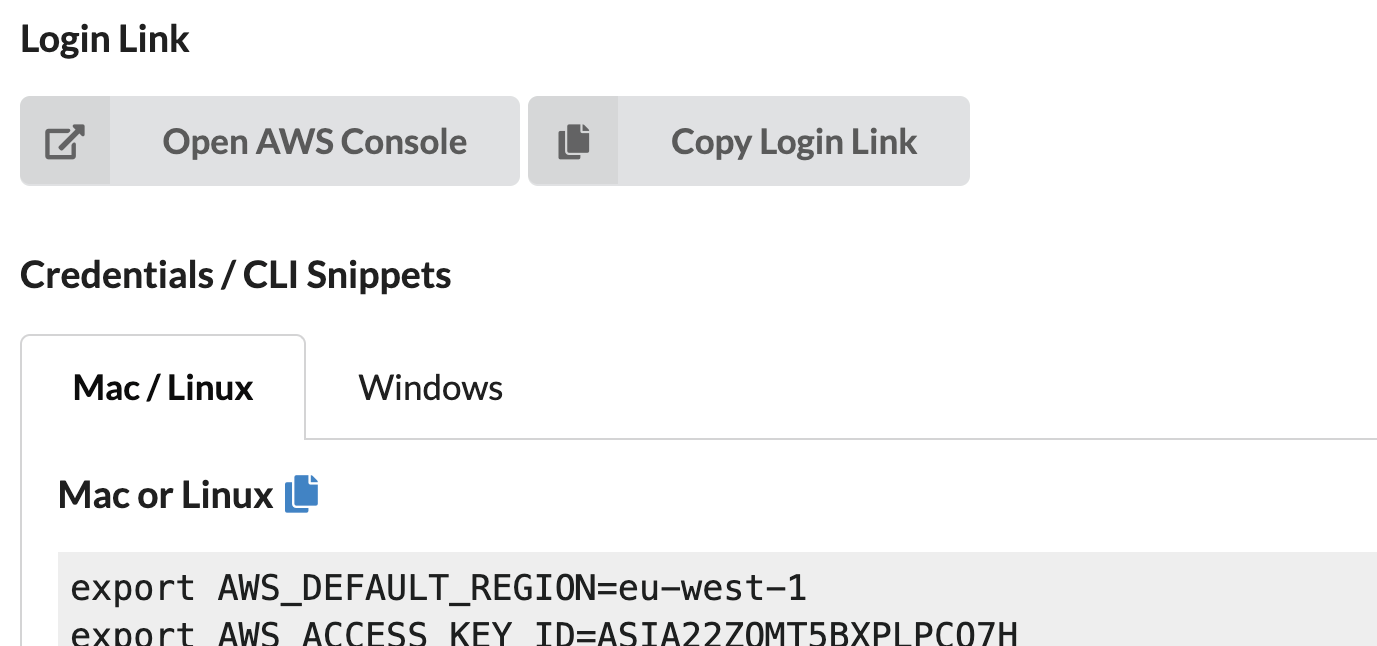 Login Link
Open AWS Console
Copy Login Link
Credentials / CLI Snippets
Mac / Linux
Windows
Mac or Linux
export AWS_DEFAULT_REGION=eu-west-1
export AWS_ACCESS_KEY_ID=ASIA22ZOMT5BXPLPCO7H